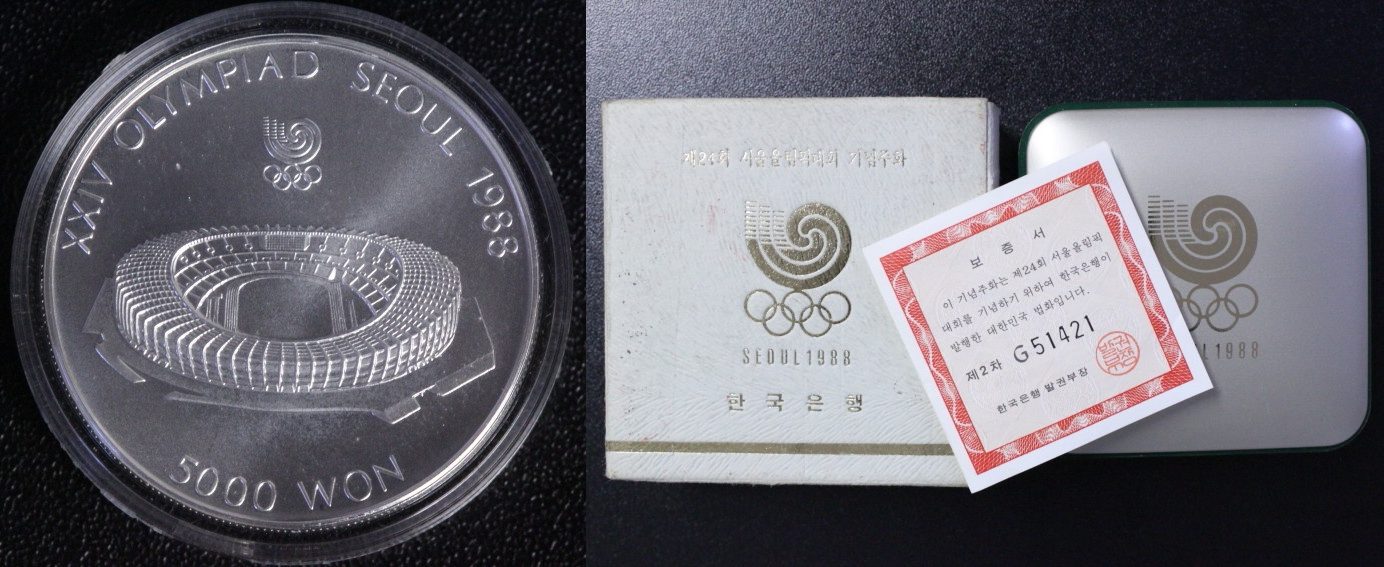 XXIV OLYMPIAD SEOUL 1988
5000 WON
제24회 서울올림픽대회 기념주화
SEOUL1988
한국은행
보증서
이 기념주화는 제24회 서울올림픽
대회를 기념하기 위하여 한국은행이
발행한 대한민국 법화입니다.
제2차 G51421
한국은행 발권부장
1988